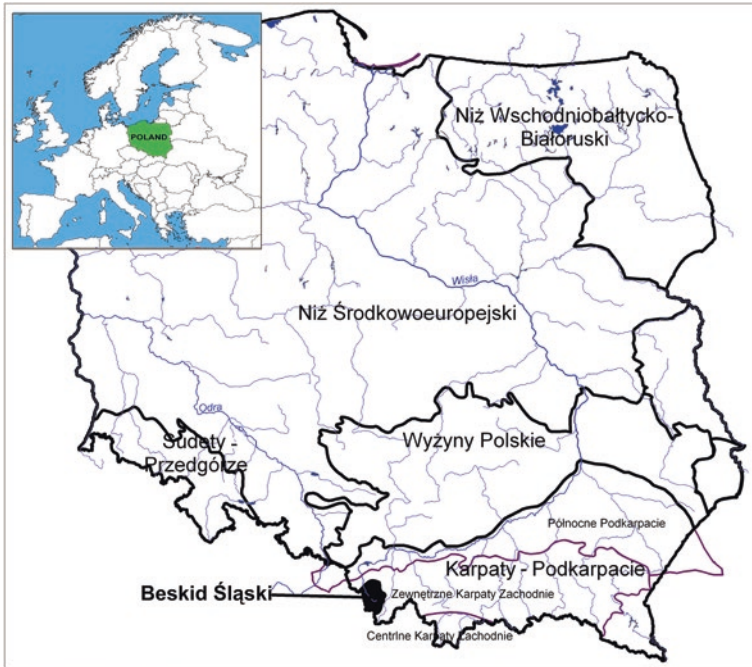 POLAND
Niż Wschodniobałtycko-
Białoruski
Wisła
Niż Środkowoeuropejski
Odra
Sudety -
Przedgórze
Wyżyny Polskie
Północne Podkarpacie
Karpaty - Podkarpacie
Beskid Śląski
Zewnętrzne Karpaty Zachodnie
Centrlne Karpaty Zachodnie